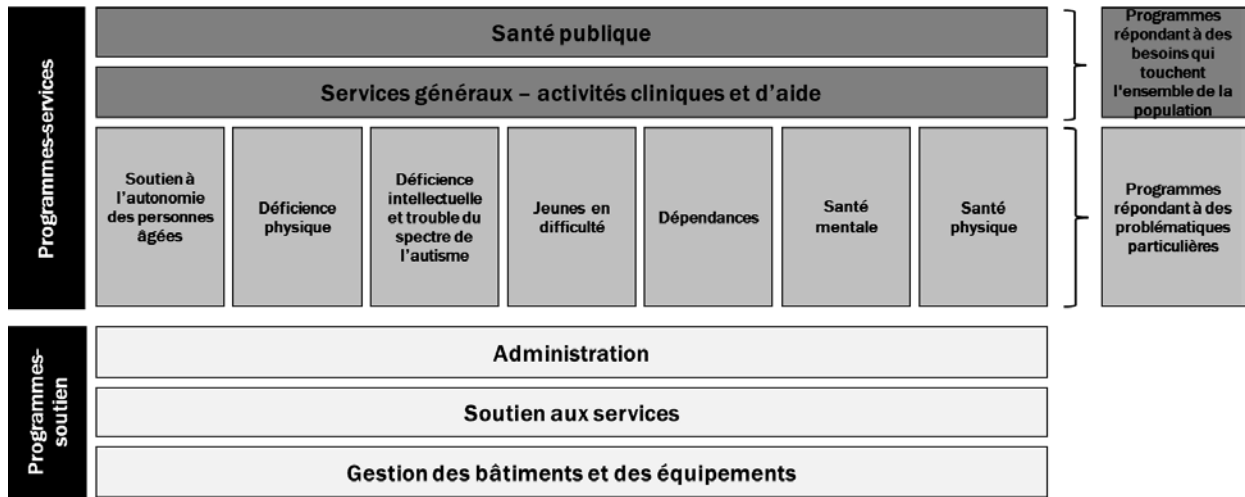 Programmes-services
Santé publique
Services généraux – activités cliniques et d'aide
Programmes
répondant à des
besoins qui
touchent
l'ensemble de la
population
Soutien à
l'autonomie
des personnes
âgées
Déficience
physique
Déficience
intellectuelle
et trouble du
spectre de
l'autisme
Jeunes en
difficulté
Dépendances
Santé
mentale
Santé
physique
Programmes
répondant à des
problématiques
particulières
Programmes-
soutien
Administration
Soutien aux services
Gestion des bâtiments et des équipements